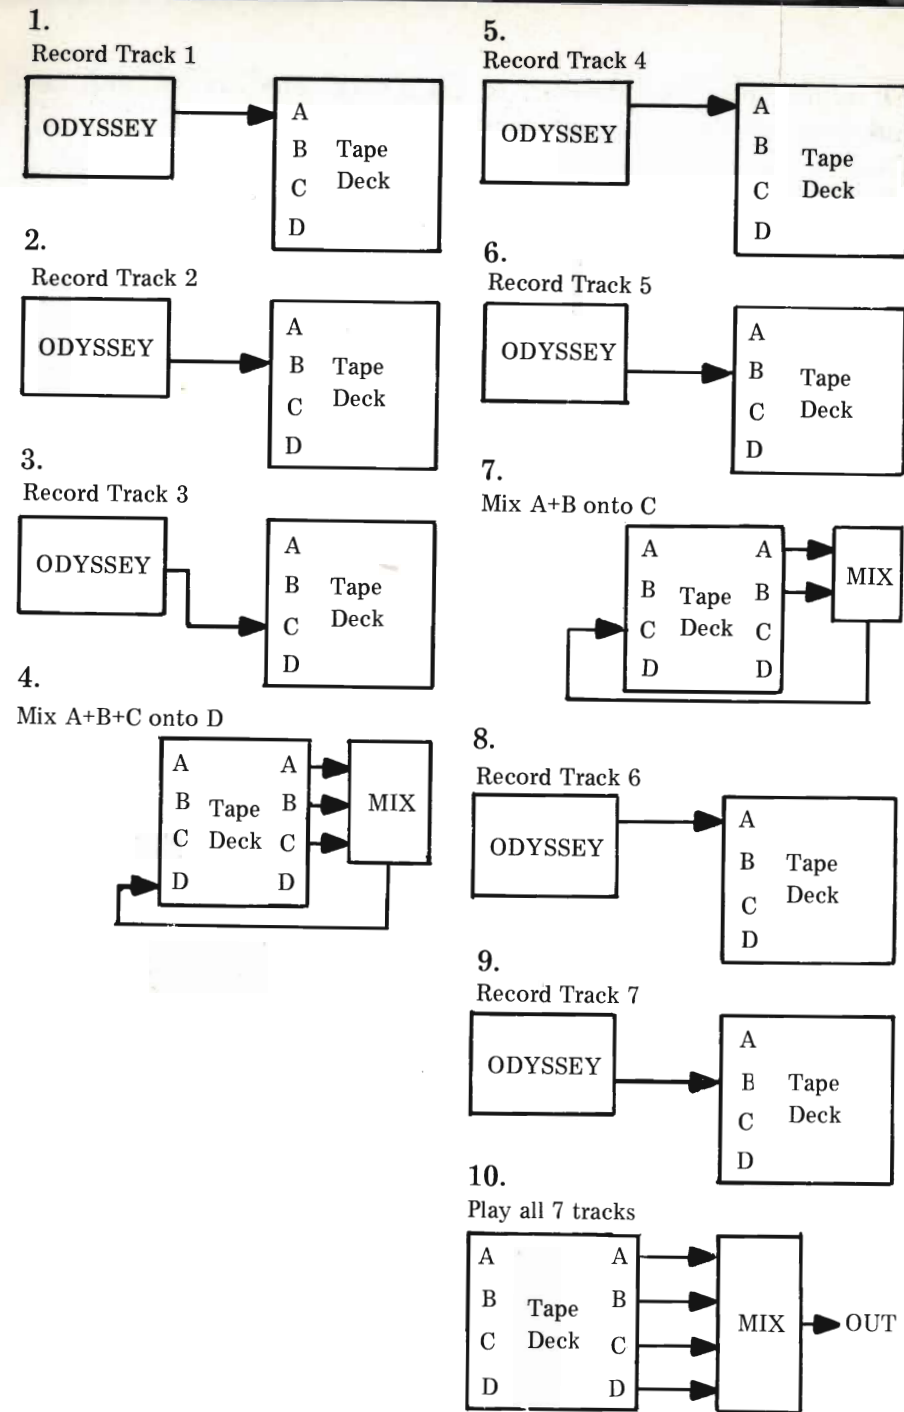 1.
Record Track 1
ODYSSEY
A
B Tape
C Deck
D
2.
Record Track 2
ODYSSEY
A
B Tape
C Deck
D
3.
Record Track 3
ODYSSEY
A
B Tape
C Deck
D
4.
Mix A+B+C onto D
A A
B Tape B MIX
C Deck C
D D
5.
Record Track 4
ODYSSEY
A
B Tape
C Deck
D
6.
Record Track 5
ODYSSEY
A
B Tape
C Deck
D
7.
Mix A+B onto C
A A
B Tape B MIX
C Deck C
D D
8.
Record Track 6
ODYSSEY
A
B Tape
C Deck
D
9.
Record Track 7
ODYSSEY
A
B Tape
C Deck
D
10.
Play all 7 tracks
A A
B Tape B MIX OUT
C Deck C
D D